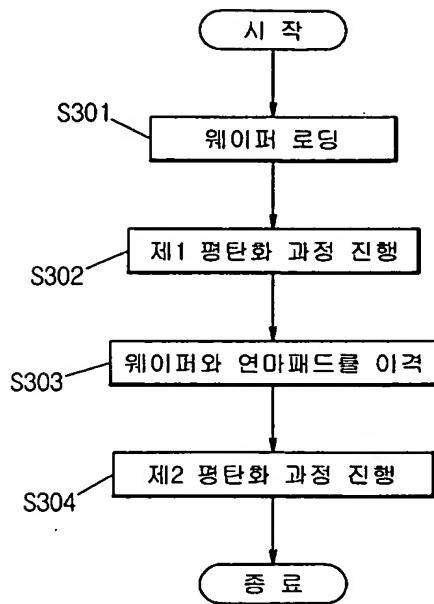 시 작
S301
웨이퍼 로딩
제1 평탄화 과정 진행
S302
웨이퍼와 연마패드를 이격
S303
제2 평탄화 과정 진행
S304
종 료